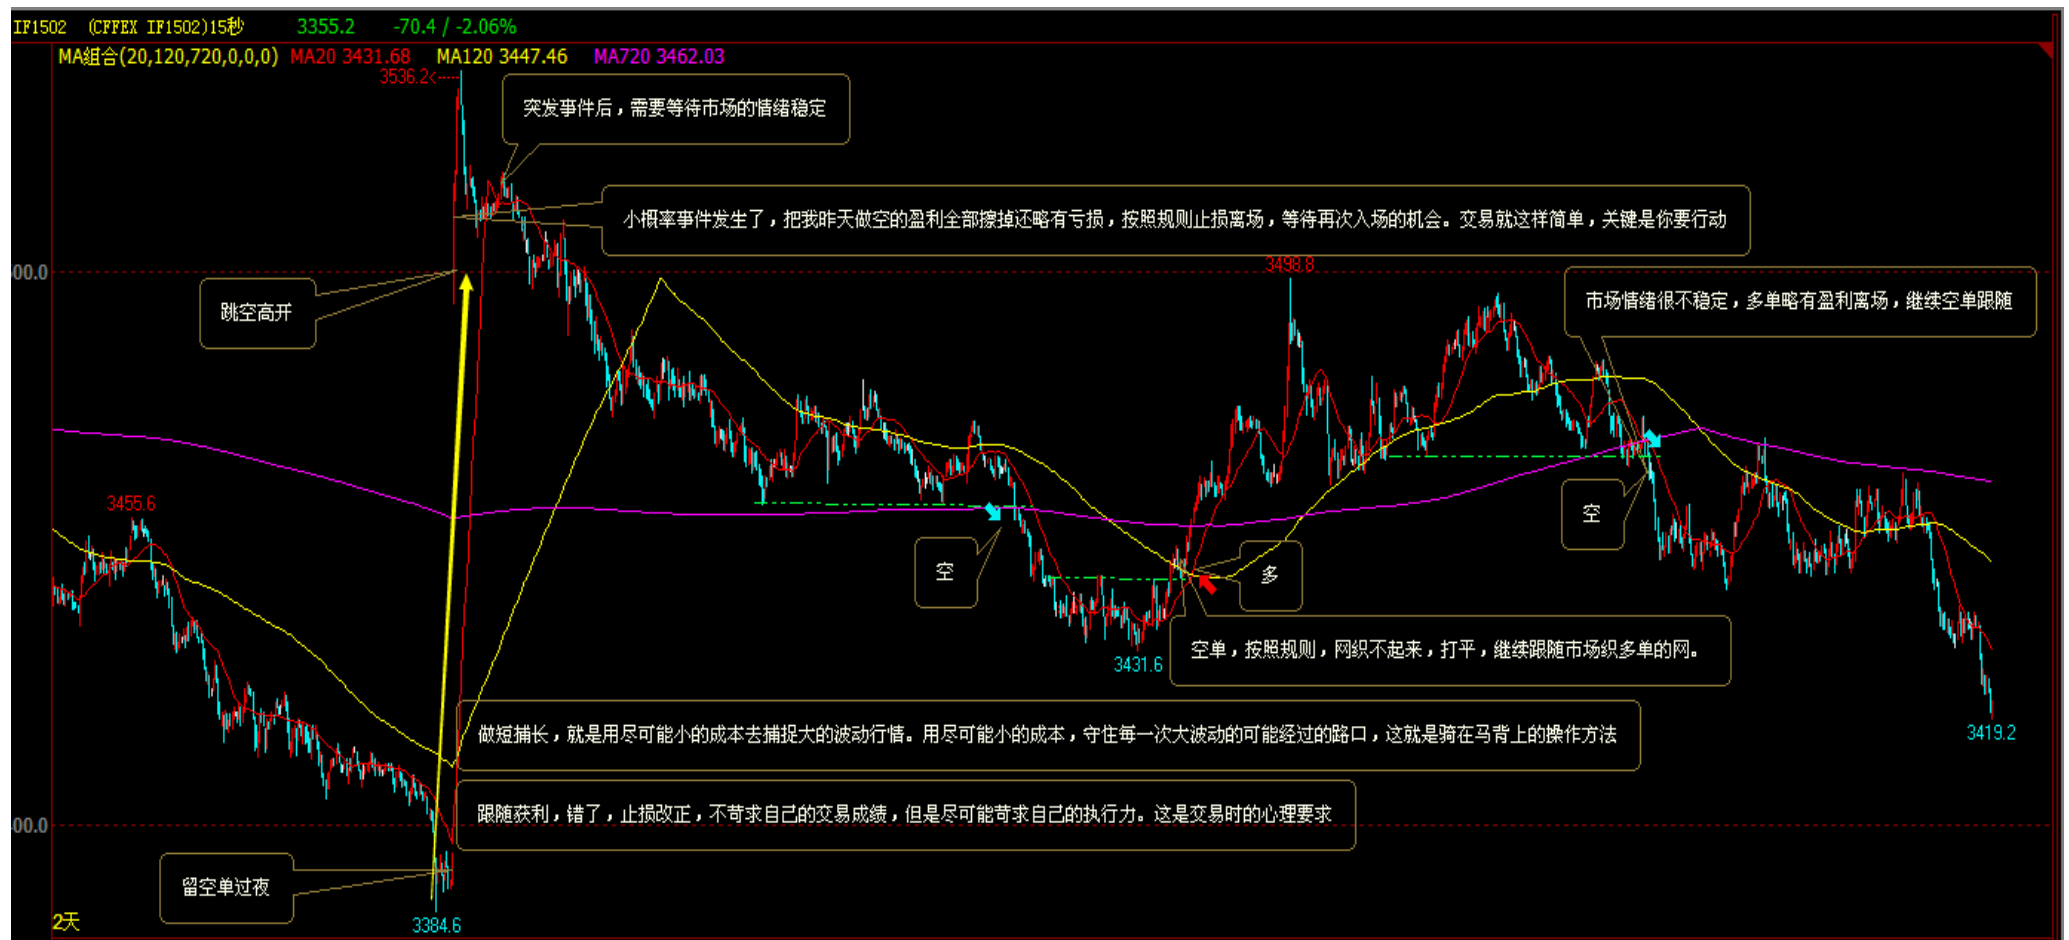 IF1502 (CFFEX IF1502)15秒 3355.2 -70.4 / -2.06%
MA组合(20,120,720,0,0,0) MA20 3431.68 MA120 3447.46 MA720 3462.03
3536.2
突发事件后，需要等待市场的情绪稳定
小概率事件发生了，把我昨天做空的盈利全部擦掉还略有亏损，按照规则止损离场，等待再次入场的机会。交易就这样简单，关键是你要行动
00.0
3498.8
跳空高开
市场情绪很不稳定，多单略有盈利离场，继续空单跟随
3455.6
空
空
多
空单，按照规则，网织不起来，打平，继续跟随市场织多单的网。
3431.6
做短捕长，就是用尽可能小的成本去捕捉大的波动行情。用尽可能小的成本，守住每一次大波动的可能经过的路口，这就是骑在马背上的操作方法
3419.2
跟随获利，错了，止损改正，不苛求自己的交易成绩，但是尽可能苛求自己的执行力。这是交易时的心理要求
00.0
留空单过夜
2天
3384.6